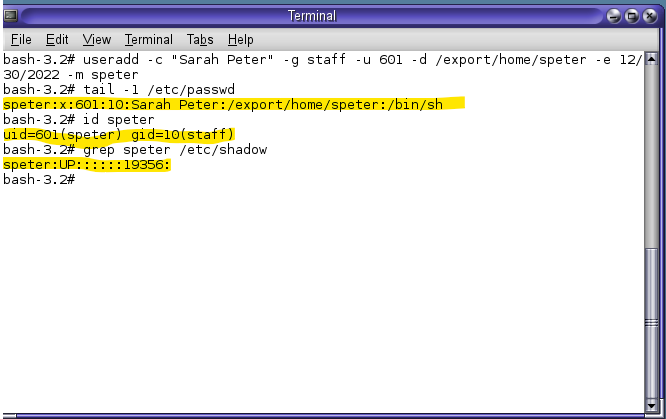 Terminal
File Edit View Terminal Tabs Help
bash-3.2# useradd -c "Sarah Peter" -g staff -u 601 -d /export/home/speter -e 12/
30/2022 -m speter
bash-3.2# tail -1 /etc/passwd
speter:x:601:10:Sarah Peter:/export/home/speter:/bin/sh
bash-3.2# id speter
uid=601(speter) gid=10(staff)
bash-3.2# grep speter /etc/shadow
speter:UP::::::19356:
bash-3.2#